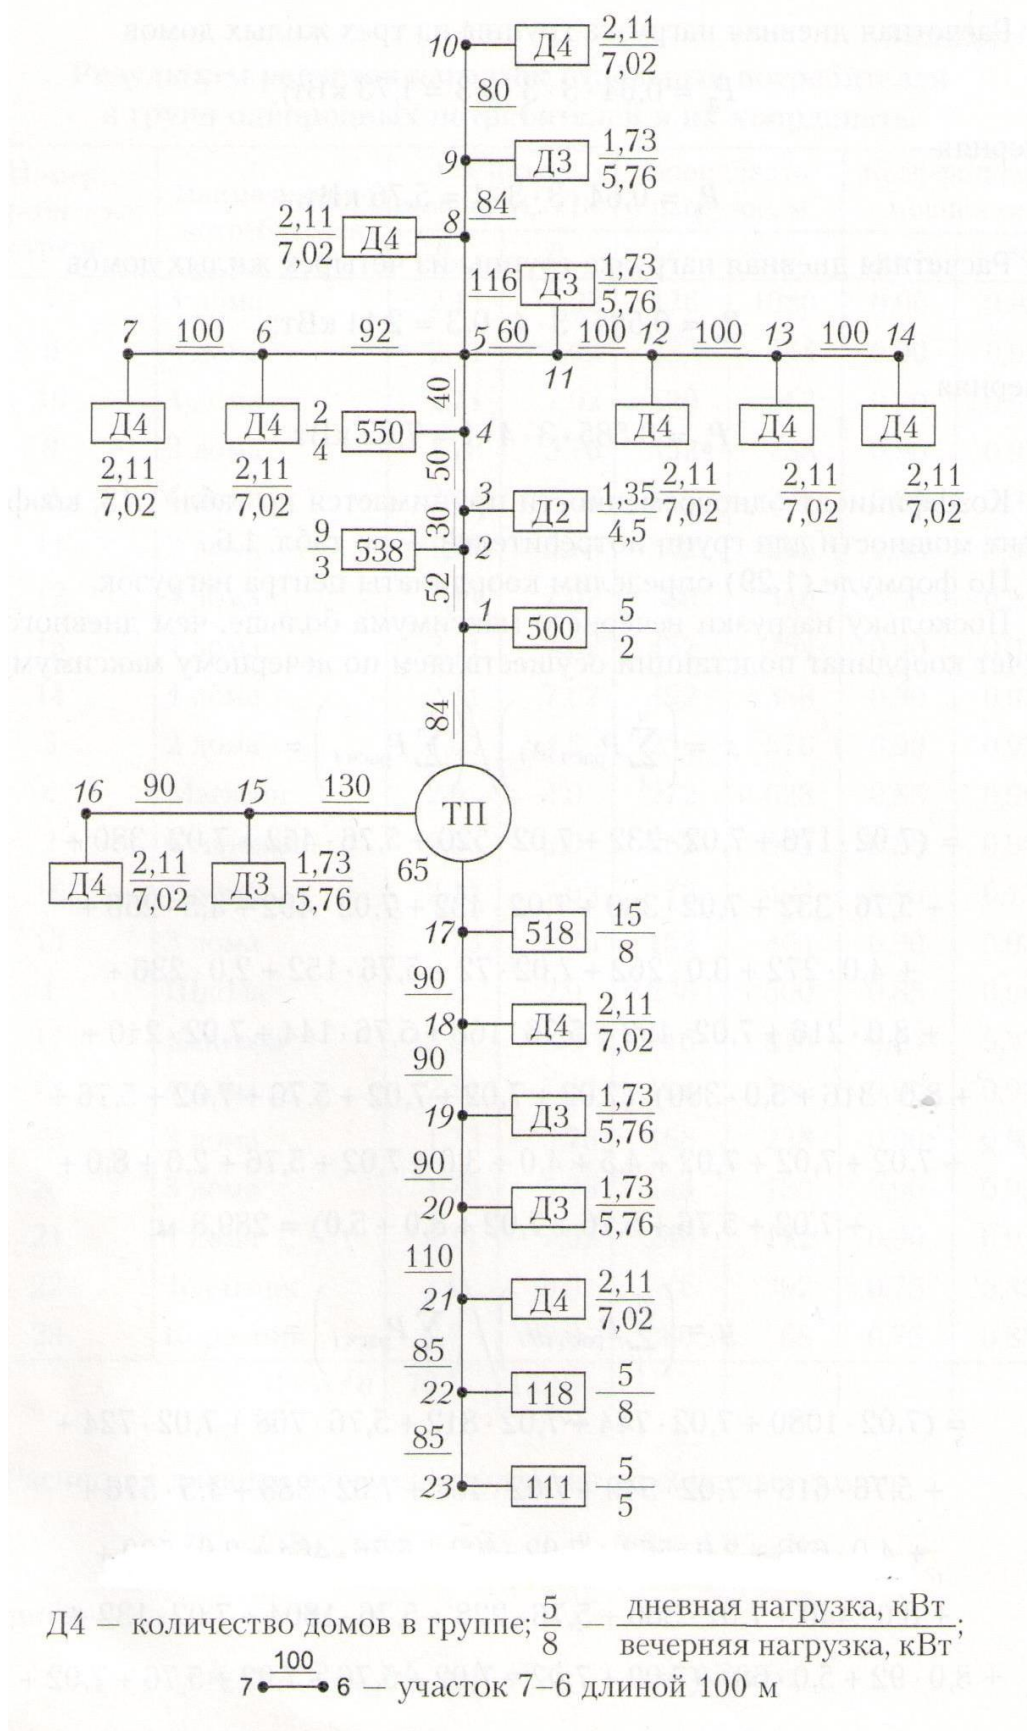 10 Д4 2,11
7,02
80
9 Д3 1,73
5,76
84
2,11 8
7,02 Д4
116 Д3 1,73
5,76
7 100 6 92 5 60 100 12 100 13 100 14
11
40
Д4 Д4 2 550 4 Д4 Д4 Д4
4
2,11 2,11 50 2,11 2,11 2,11
7,02 7,02 7,02 7,02 7,02
3 Д2 1,35
4,5
30
9 538 2
3
52
1 500 5
2
84
16 90 15 130 ТП
Д4 2,11 Д3 1,73 65
7,02 5,76
17 518 15
8
90
18 Д4 2,11
7,02
90
19 Д3 1,73
5,76
90
20 Д3 1,73
5,76
110
21 Д4 2,11
7,02
85
22 118 5
8
85
23 111 5
5
Д4 – количество домов в группе; 5/8 – дневная нагрузка, кВт
вечерняя нагрузка, кВт;
100
7 6 – участок 7–6 длиной 100 м